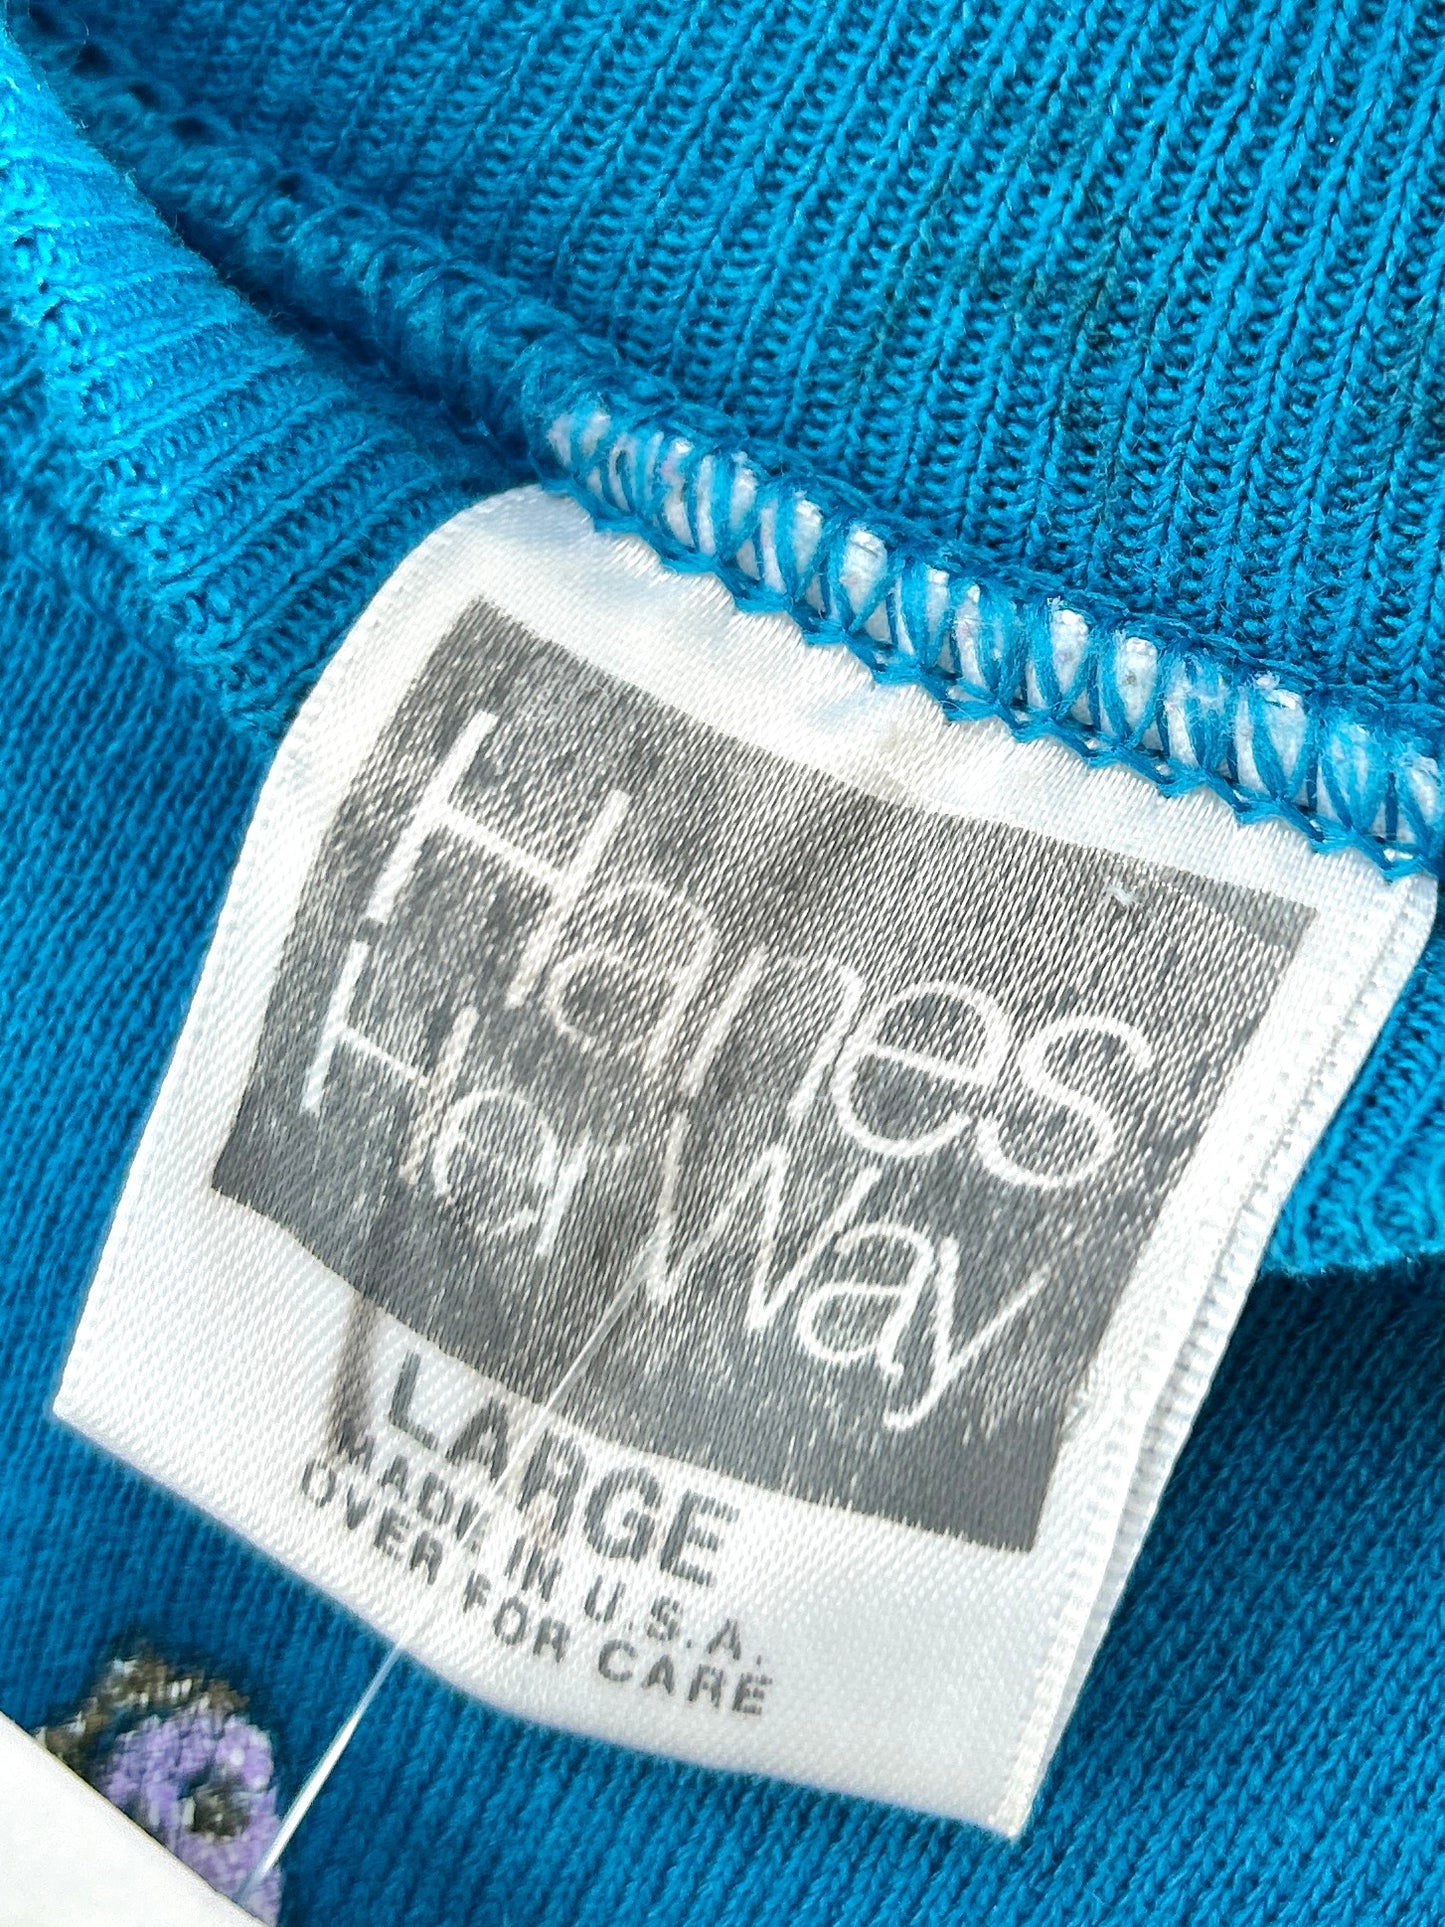 Hanes
Her Way
LARGE
MADE IN U.S.A.
OVER FOR CARE